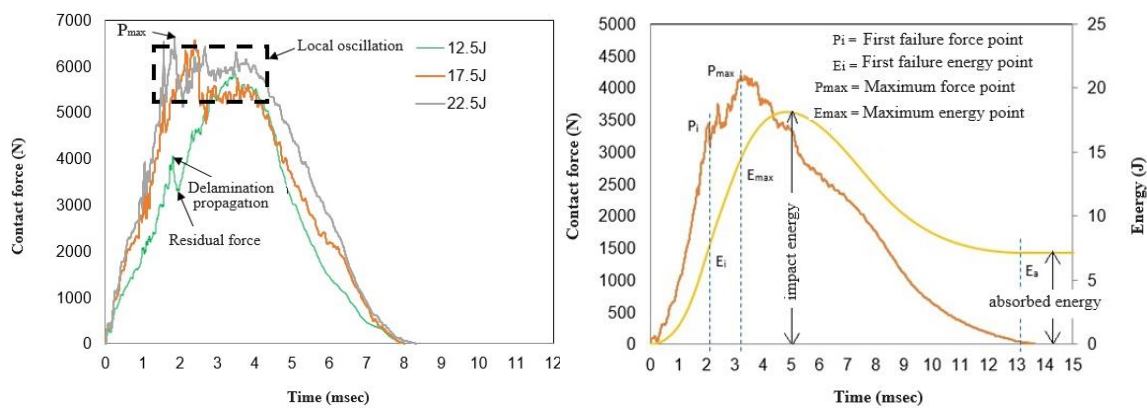 7000
6000
5000
4000
3000
2000
1000
0
Contact force (N)
P max
Local oscillation
12.5J
17.5J
22.5J
Delamination
propagation
Residual force
0 1 2 3 4 5 6 7 8 9 10 11 12
Time (msec)
5000
4500
4000
3500
3000
2500
2000
1500
1000
500
0
Contact force (N)
Pi = First failure force point
Ei = First failure energy point
Pmax = Maximum force point
Emax = Maximum energy point
P max
Pi
E max
Ei
impact energy
Ea
absorbed energy
25
20
15
10
5
0
Energy (J)
0 1 2 3 4 5 6 7 8 9 10 11 12 13 14 15
Time (msec)